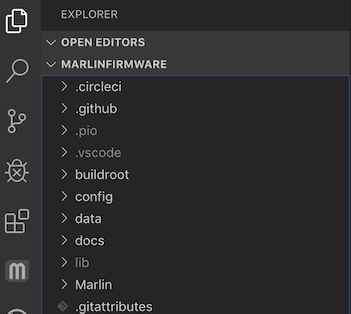 EXPLORER
OPEN EDITORS
MARLINFIRMWARE
.circleci
.github
.pio
.vscode
buildroot
config
data
docs
lib
Marlin
.gitattributes
m